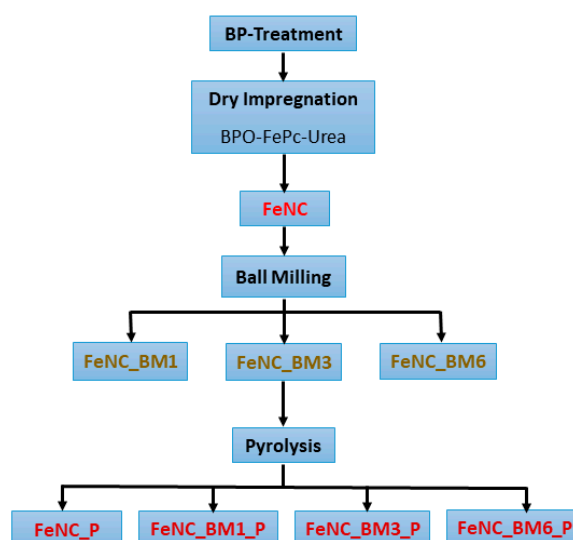 BP-Treatment
Dry Impregnation
BPO-FePc-Urea
FeNC
Ball Milling
FeNC_BM1
FeNC_BM3
FeNC_BM6
Pyrolysis
FeNC_P
FeNC_BM1_P
FeNC_BM3_P
FeNC_BM6_P